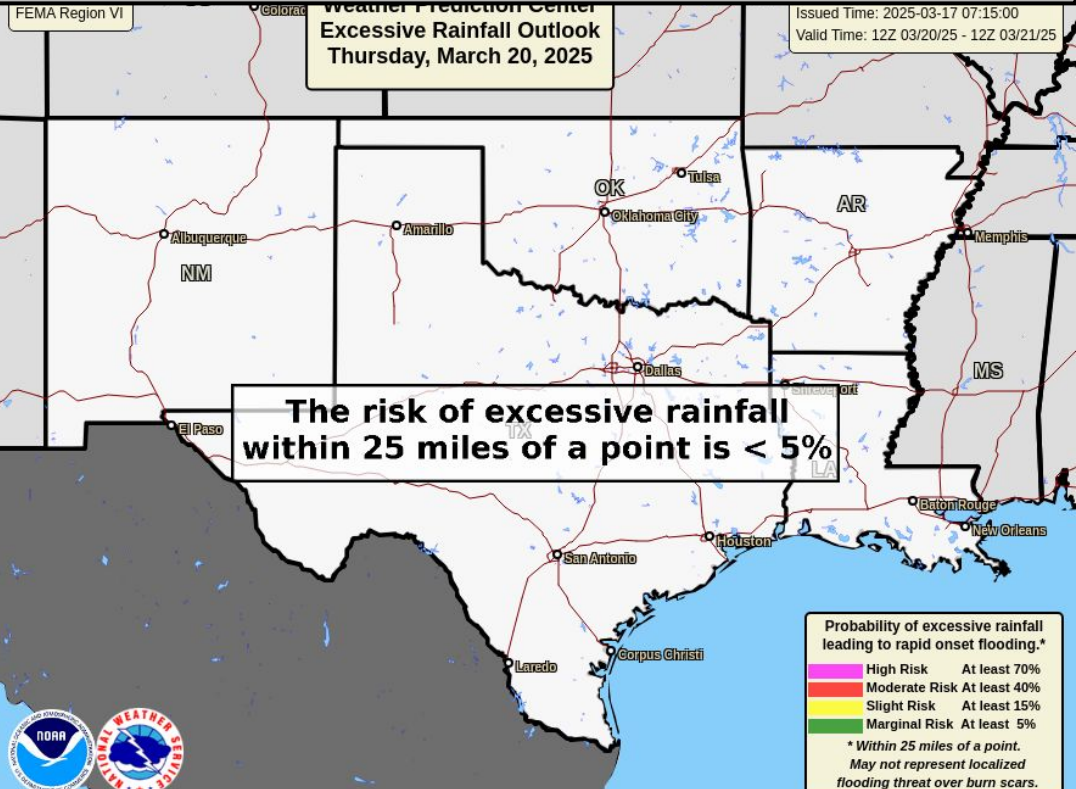 FEMA Region VI
Colorad
Weather Prediction Center
Excessive Rainfall Outlook
Thursday, March 20, 2025
Issued Time: 2025-03-17 07:15:00
Valid Time: 12Z 03/20/25 - 12Z 03/21/25
Tulsa
OK
AR
Oklahoma City
Amarillo
Albuquerque
Memphis
NM
Dallas
MS
Shreveport
The risk of excessive rainfall
El Paso
TX
within 25 miles of a point is < 5%
LA
Baton Rouge
New Orleans
Houston
San Antonio
Probability of excessive rainfall
leading to rapid onset flooding.*
Corpus Christi
Laredo
High Risk At least 70%
Moderate Risk At least 40%
Slight Risk At least 15%
Marginal Risk At least 5%
* Within 25 miles of a point.
May not represent localized
flooding threat over burn scars.
NOAA
NATIONAL WEATHER SERVICE